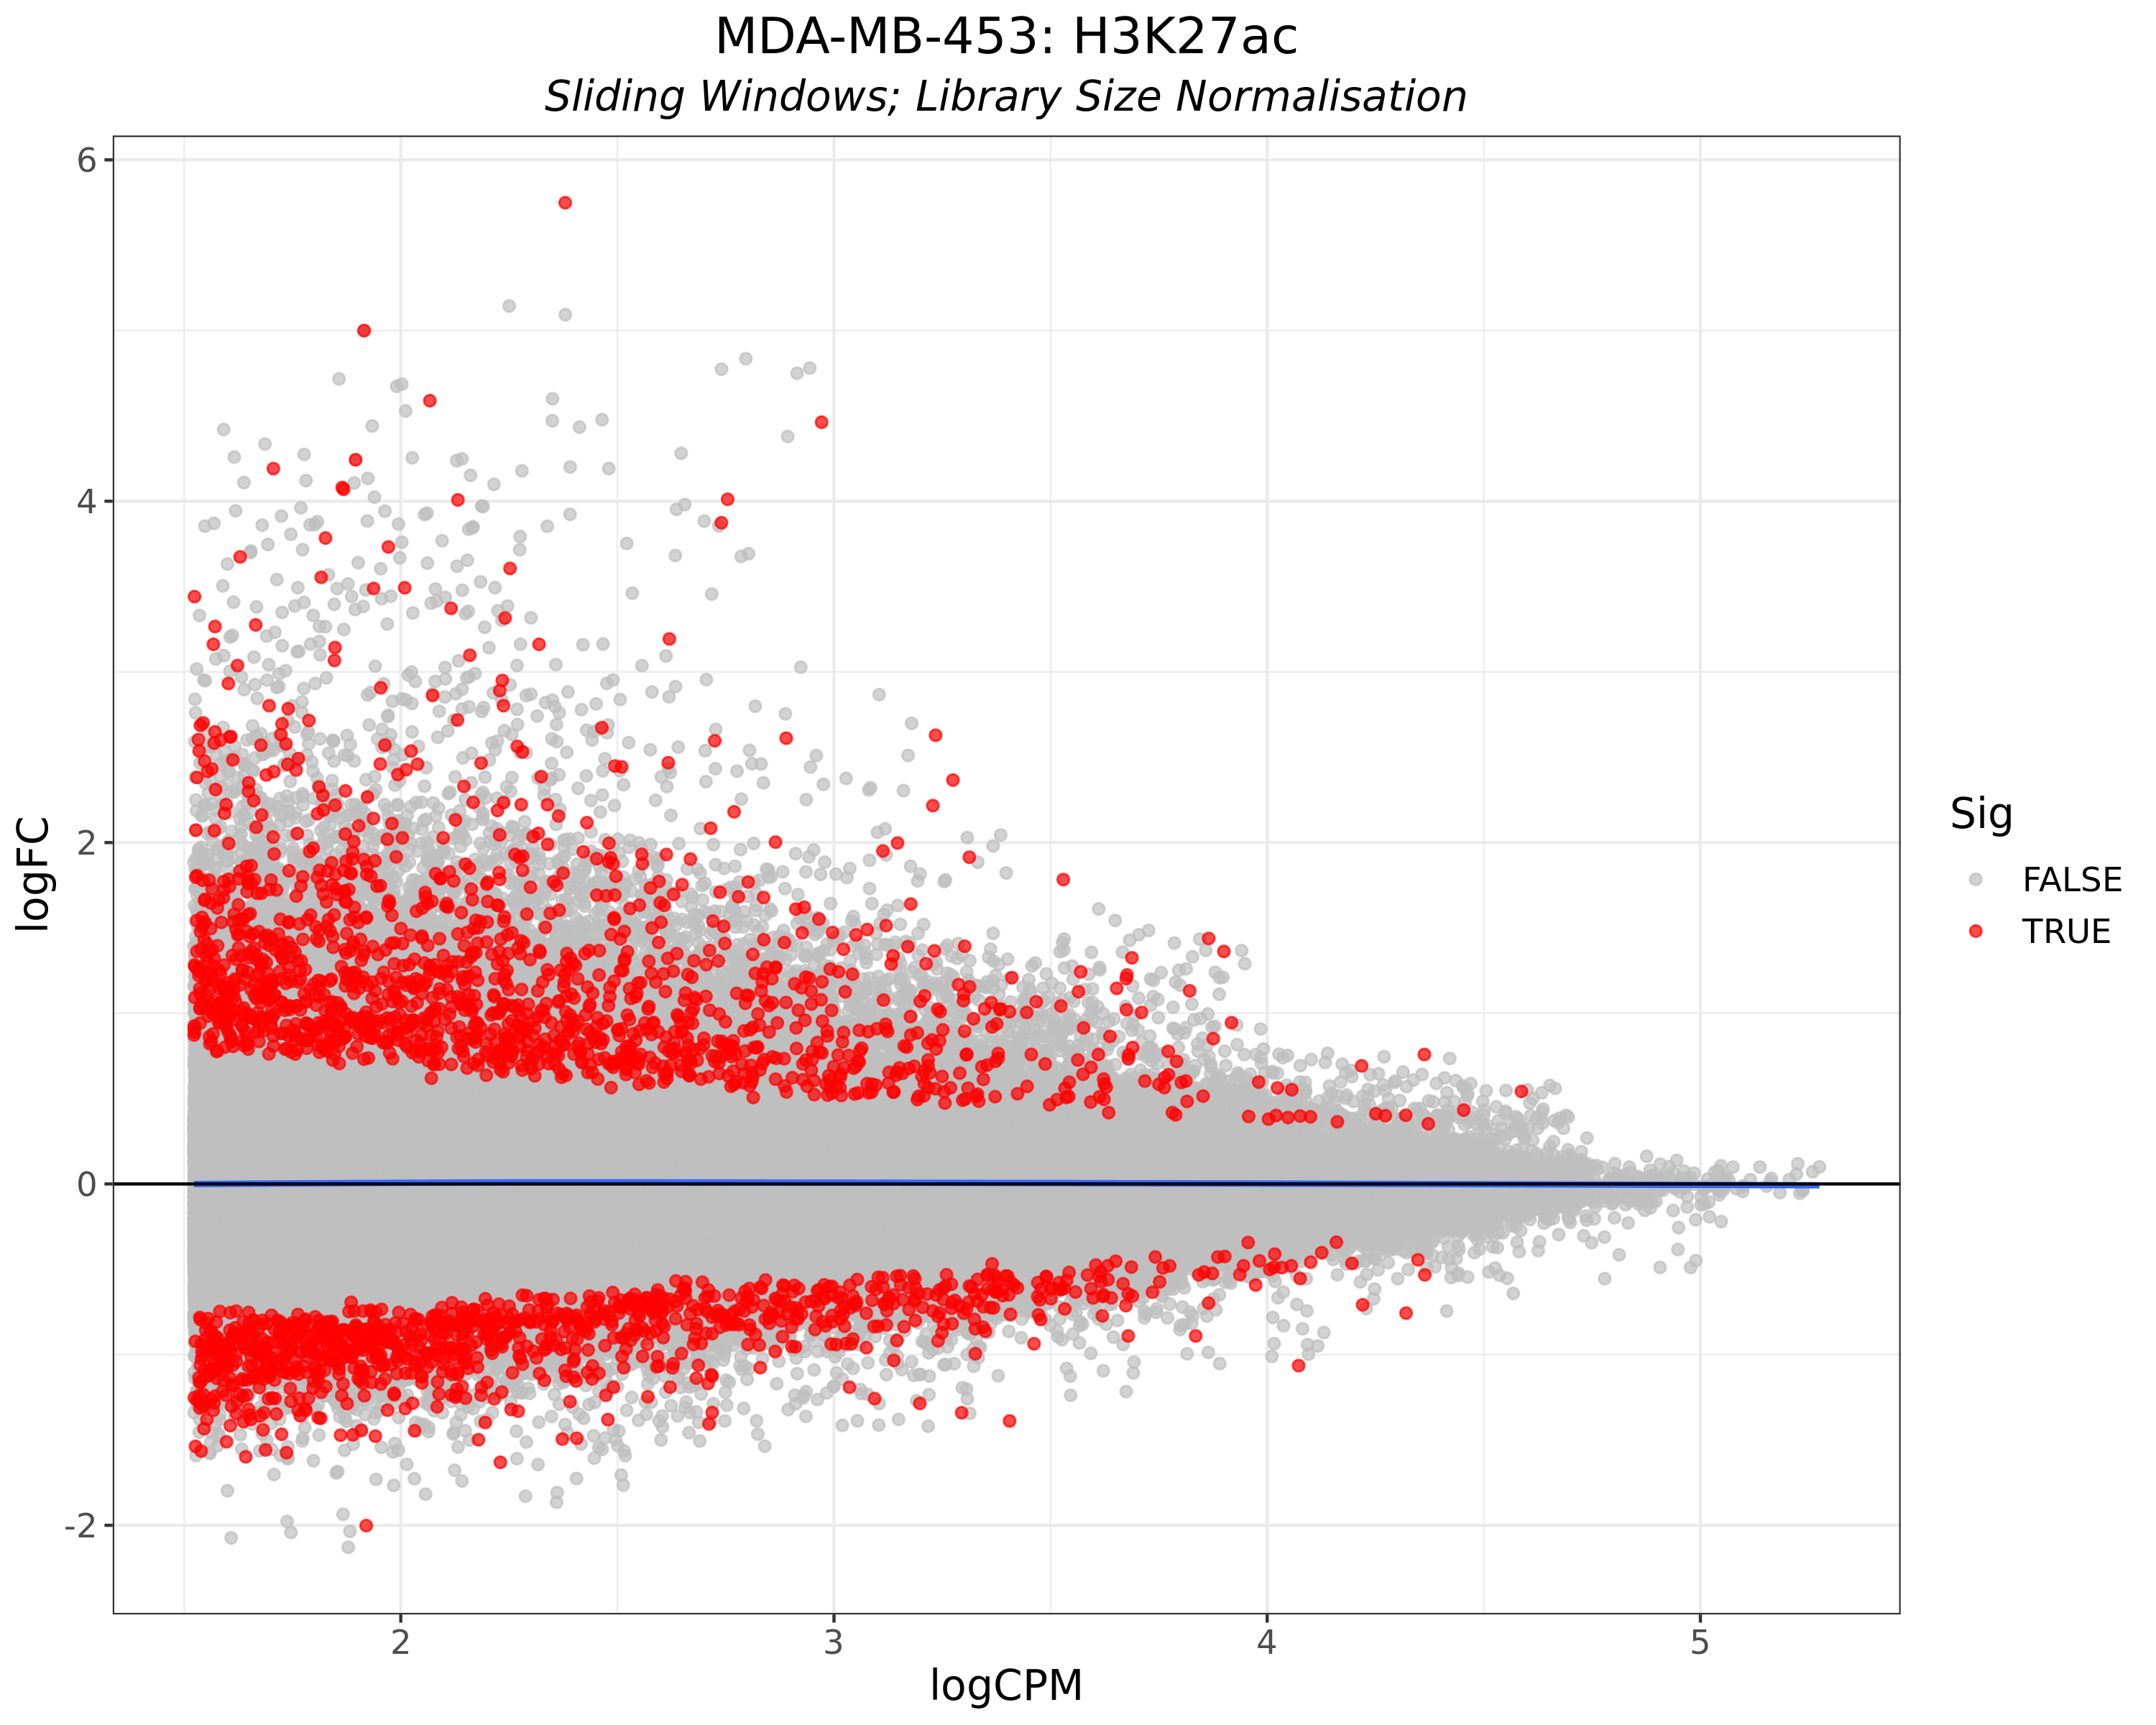 MDA-MB-453: H3K27ac
Sliding Windows; Library Size Normalisation
6
4
2
0
-2
logFC
2
3
4
5
logCPM
Sig
FALSE
TRUE